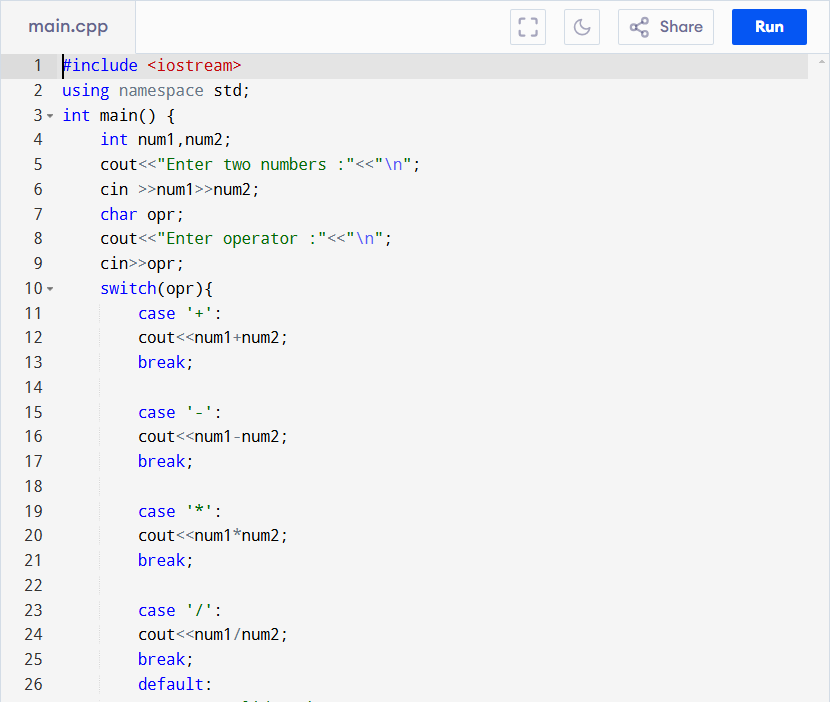 main.cpp
Share
Run
1 #include <iostream>
2 using namespace std;
3 int main() {
4 int num1,num2;
5 cout<<"Enter two numbers :"<<"\n";
6 cin >>num1>>num2;
7 char opr;
8 cout<<"Enter operator :"<<"\n";
9 cin>>opr;
10 switch(opr){
11 case '+':
12 cout<<num1+num2;
13 break;
14
15 case '-':
16 cout<<num1-num2;
17 break;
18
19 case '*':
20 cout<<num1*num2;
21 break;
22
23 case '/':
24 cout<<num1/num2;
25 break;
26 default: